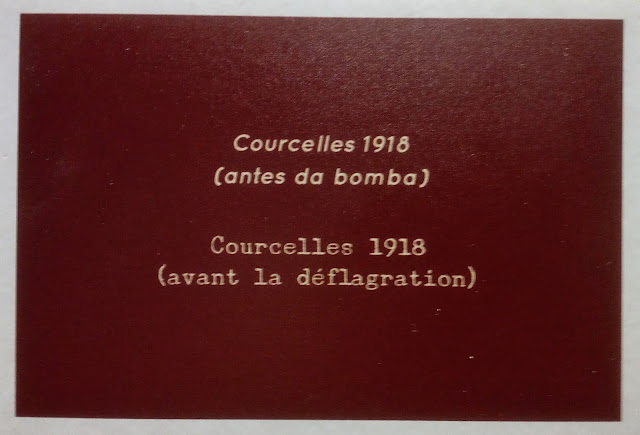 Courcelles 1918
(antes da bomba)
Courcelles 1918
(avant la déflagration)